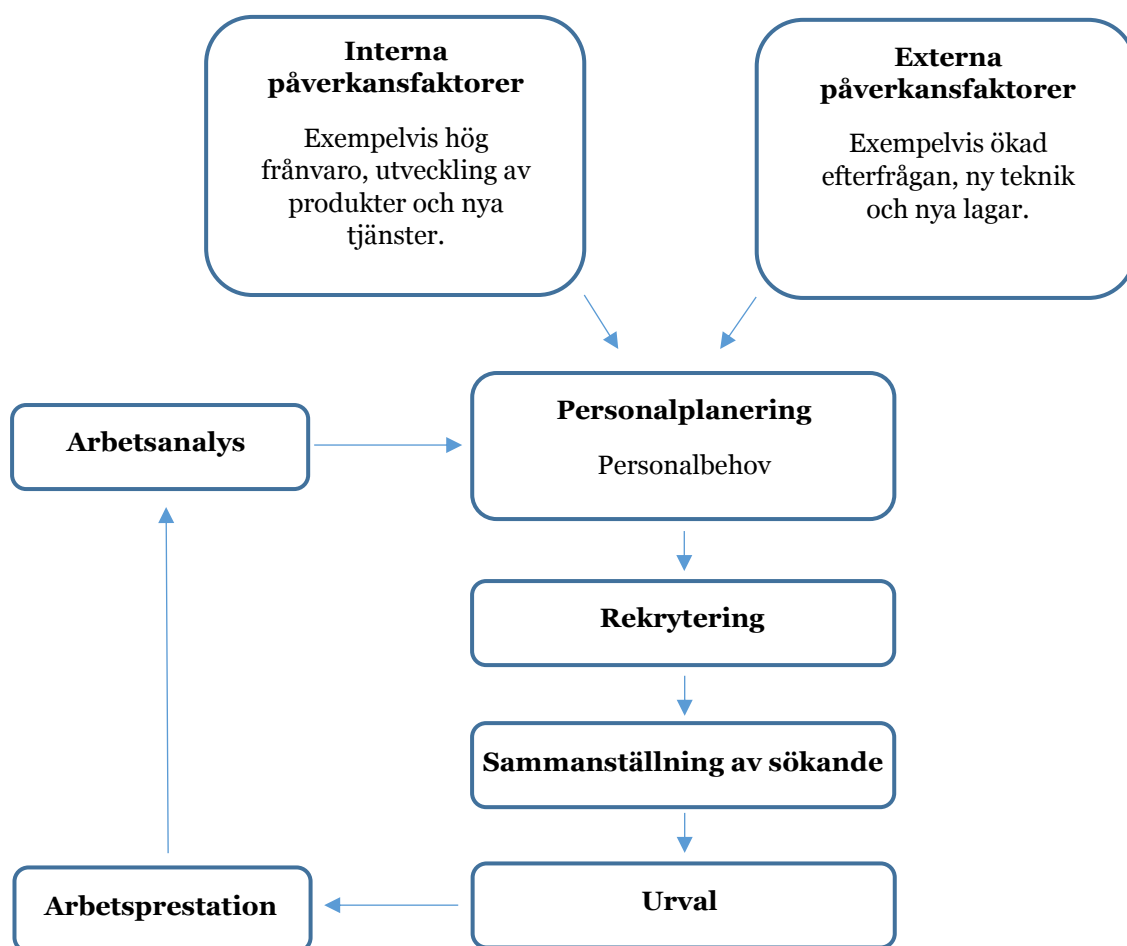 Interna
påverkansfaktorer
Exempelvis hög
frånvaro, utveckling av
produkter och nya
tjänster.
Externa
påverkansfaktorer
Exempelvis ökad
efterfrågan, ny teknik
och nya lagar.
Arbetsanalys
Personalplanering
Personalbehov
Rekrytering
Sammanställning av sökande
Urval
Arbetsprestation